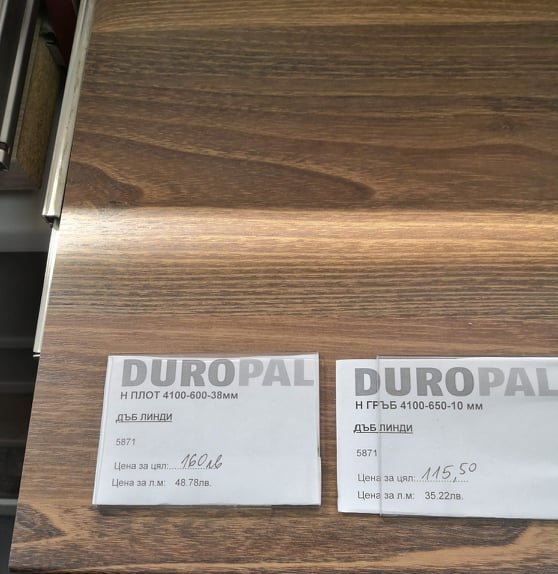 DUROPAL
Н ПЛОТ 4100-600-38мм
ДЪБ ЛИНДИ
5871
Цена за цял: 160лв
Цена за л.м: 48.78лв.
DUROPAL
Н ГРЪБ 4100-650-10 мм
ДЪБ ЛИНДИ
5871
Цена за цял: 115,50
Цена за л.м: 35.22лв.